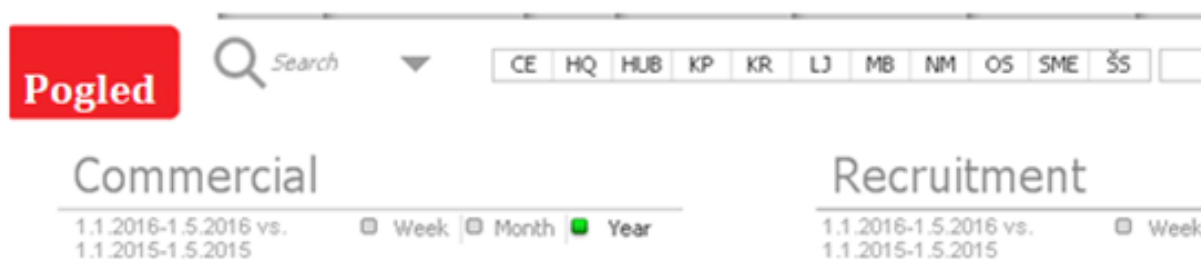 Pogled
Search
CE HQ HUB KP KR LJ MB NM OS SME ŠS
Commercial
1.1.2016-1.5.2016 vs.
1.1.2015-1.5.2015
Week Month Year
Recruitment
1.1.2016-1.5.2016 vs.
1.1.2015-1.5.2015
Week